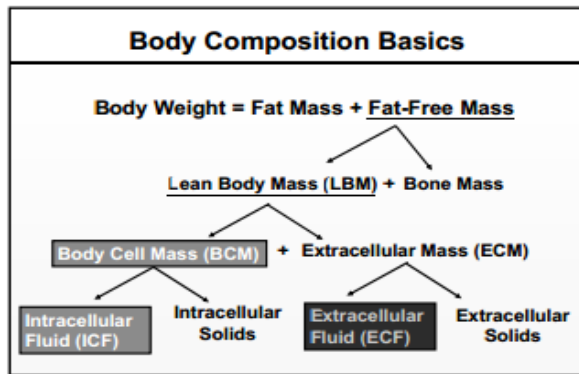 Body Composition Basics
Body Weight = Fat Mass + Fat-Free Mass
Lean Body Mass (LBM) + Bone Mass
Body Cell Mass (BCM) + Extracellular Mass (ECM)
Intracellular
Fluid (ICF)
Intracellular
Solids
Extracellular
Fluid (ECF)
Extracellular
Solids